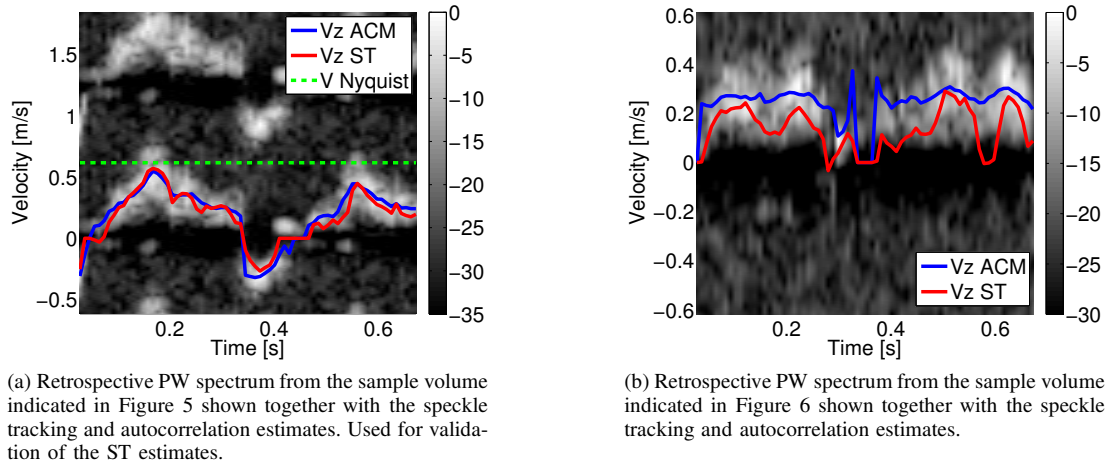 Velocity [m/s]
1.5
1
0.5
0
−0.5
0.2
0.4
0.6
Time [s]
Vz ACM
Vz ST
V Nyquist
0
−5
−10
−15
−20
−25
−30
−35
(a) Retrospective PW spectrum from the sample volume
indicated in Figure 5 shown together with the speckle
tracking and autocorrelation estimates. Used for valida-
tion of the ST estimates.
Velocity [m/s]
0.6
0.4
0.2
0
−0.2
−0.4
−0.6
0.2
0.4
0.6
Time [s]
Vz ACM
Vz ST
0
−5
−10
−15
−20
−25
−30
(b) Retrospective PW spectrum from the sample volume
indicated in Figure 6 shown together with the speckle
tracking and autocorrelation estimates.